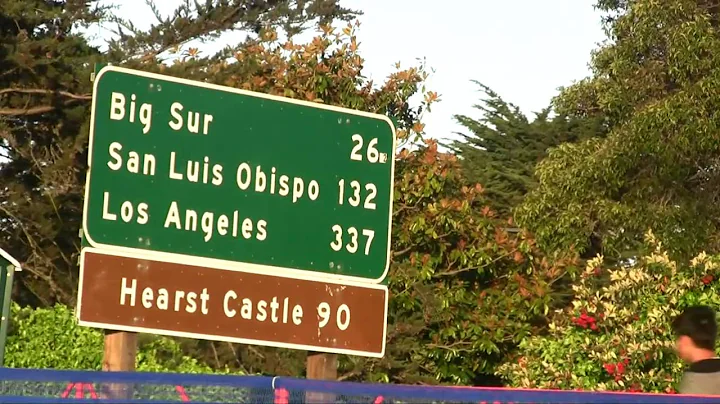 Big Sur 26
San Luis Obispo 132
Los Angeles 337
Hearst Castle 90